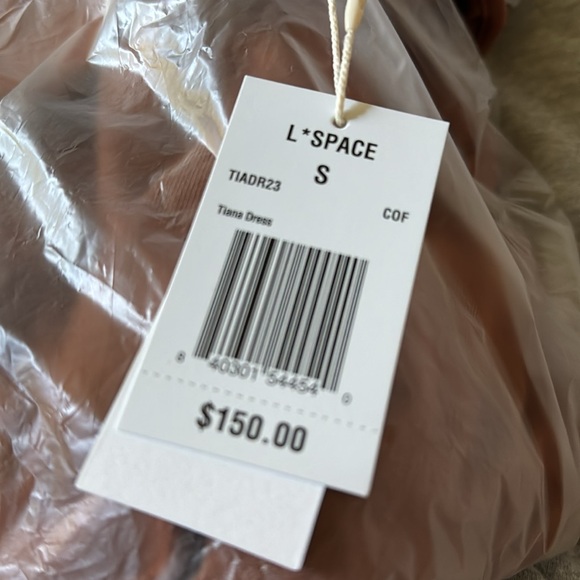 L*SPACE
S
TIADR23
COF
Tiana Dress
8 40301 54454 0
$150.00